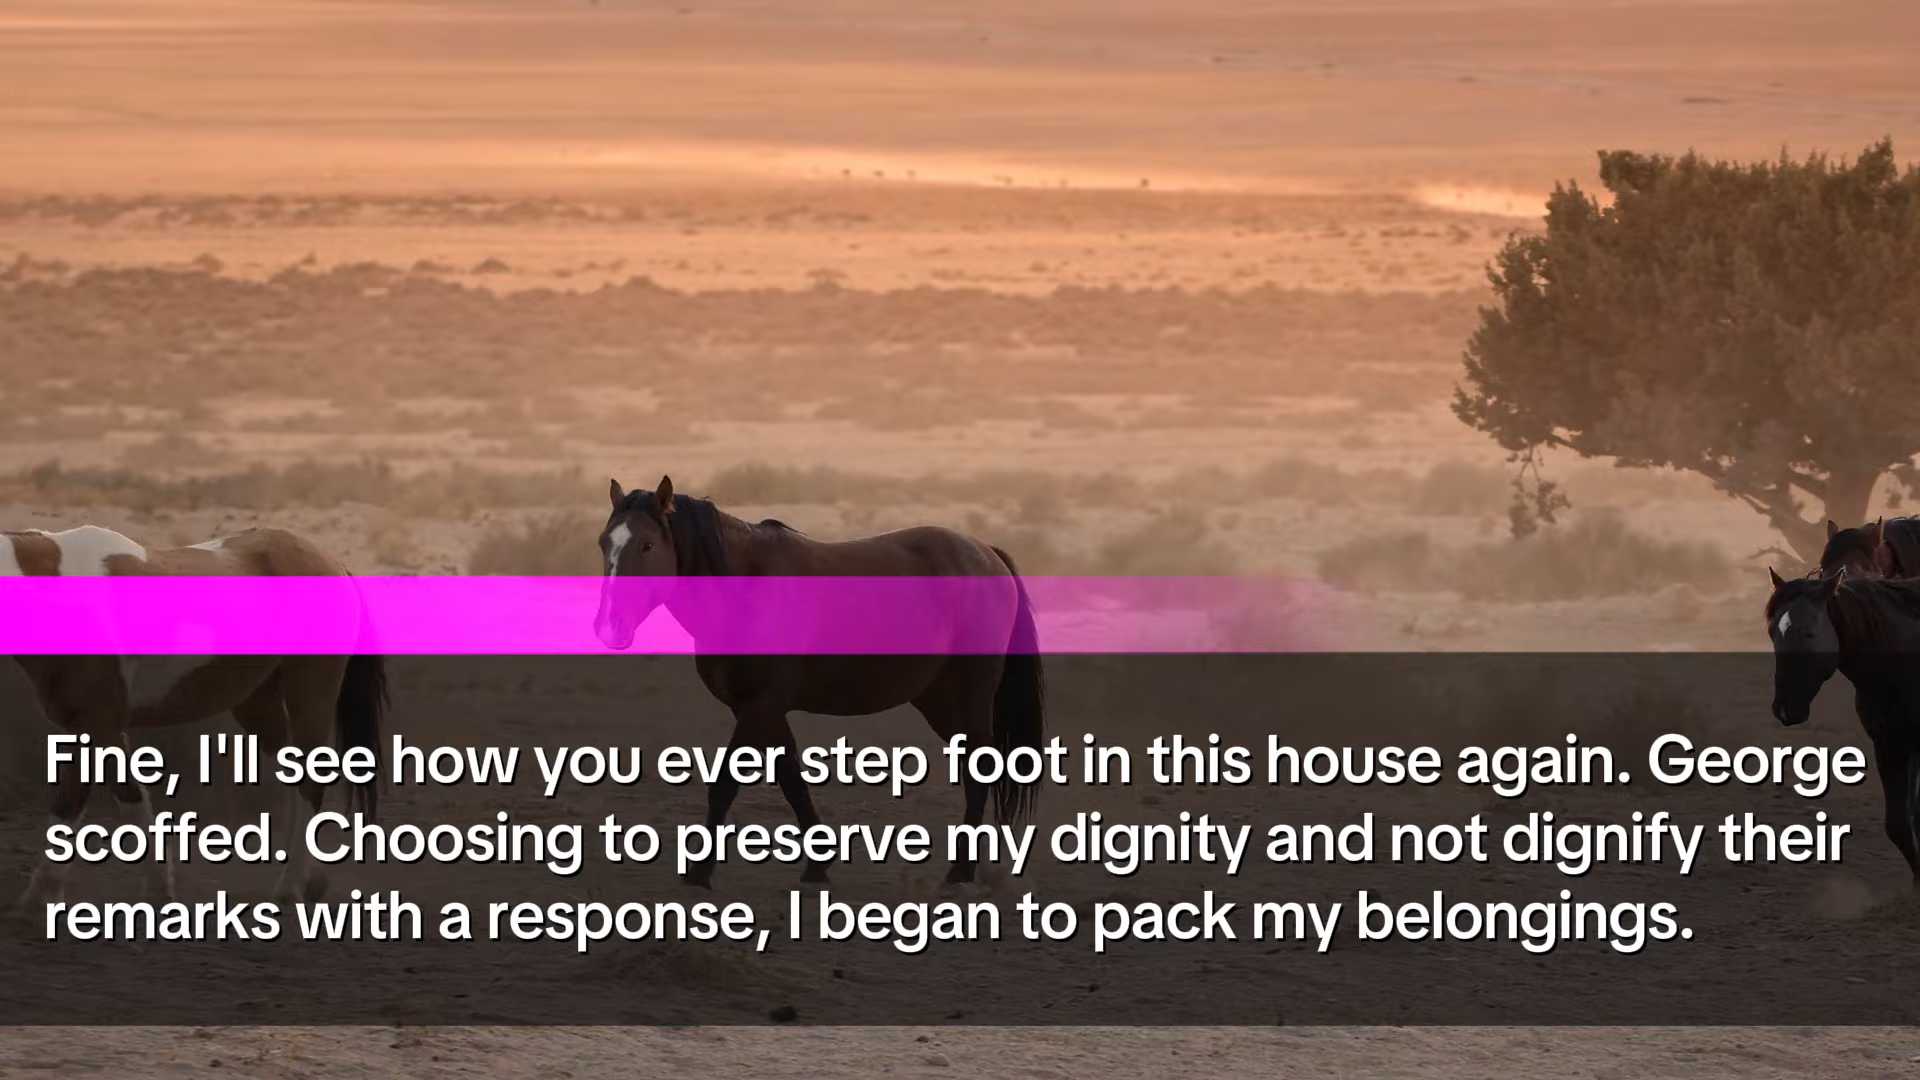 Fine, I'll see how you ever step foot in this house again. George
scoffed. Choosing to preserve my dignity and not dignify their
remarks with a response, I began to pack my belongings.